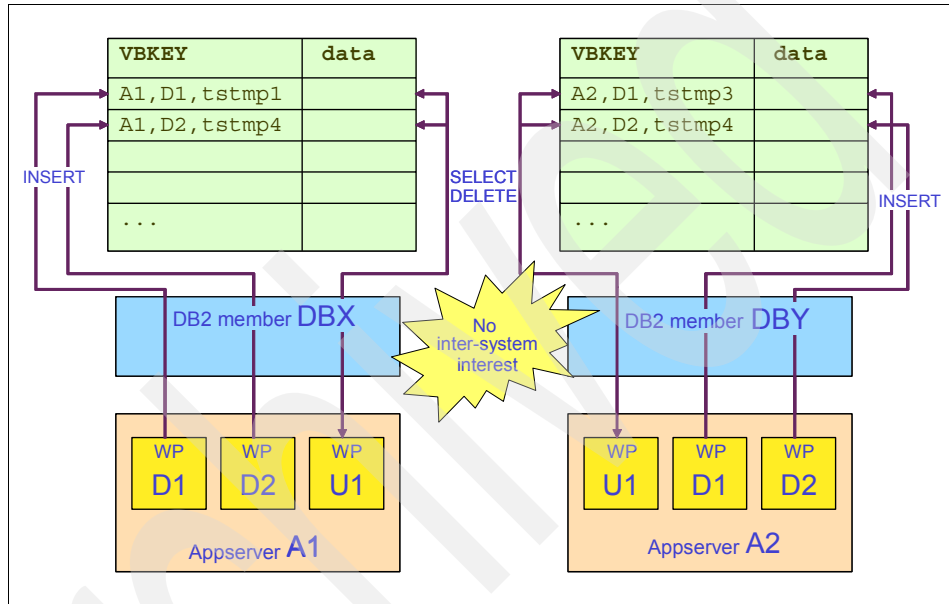 VBKEY data
A1,D1,tstmp1
A1,D2,tstmp4
...
INSERT
SELECT
DELETE
VBKEY data
A2,D1,tstmp3
A2,D2,tstmp4
...
INSERT
DB2 member DBX
No
inter-system
interest
DB2 member DBY
WP
D1
WP
D2
WP
U1
Appserver A1
WP
U1
WP
D1
WP
D2
Appserver A2